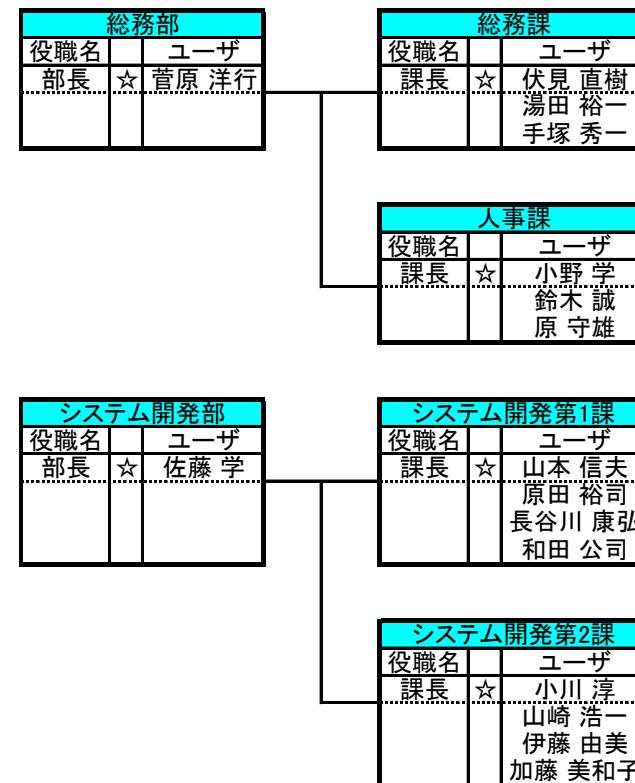 総務部
役職名 ユーザ
部長 ☆ 菅原 洋行
総務課
役職名 ユーザ
課長 ☆ 伏見 直樹
湯田 裕一
手塚 秀一
人事課
役職名 ユーザ
課長 ☆ 小野 学
鈴木 誠
原 守雄
システム開発部
役職名 ユーザ
部長 ☆ 佐藤 学
システム開発第1課
役職名 ユーザ
課長 ☆ 山本 信夫
原田 裕司
長谷川 康弘
和田 公司
システム開発第2課
役職名 ユーザ
課長 ☆ 小川 淳
山崎 浩一
伊藤 由美
加藤 美和子